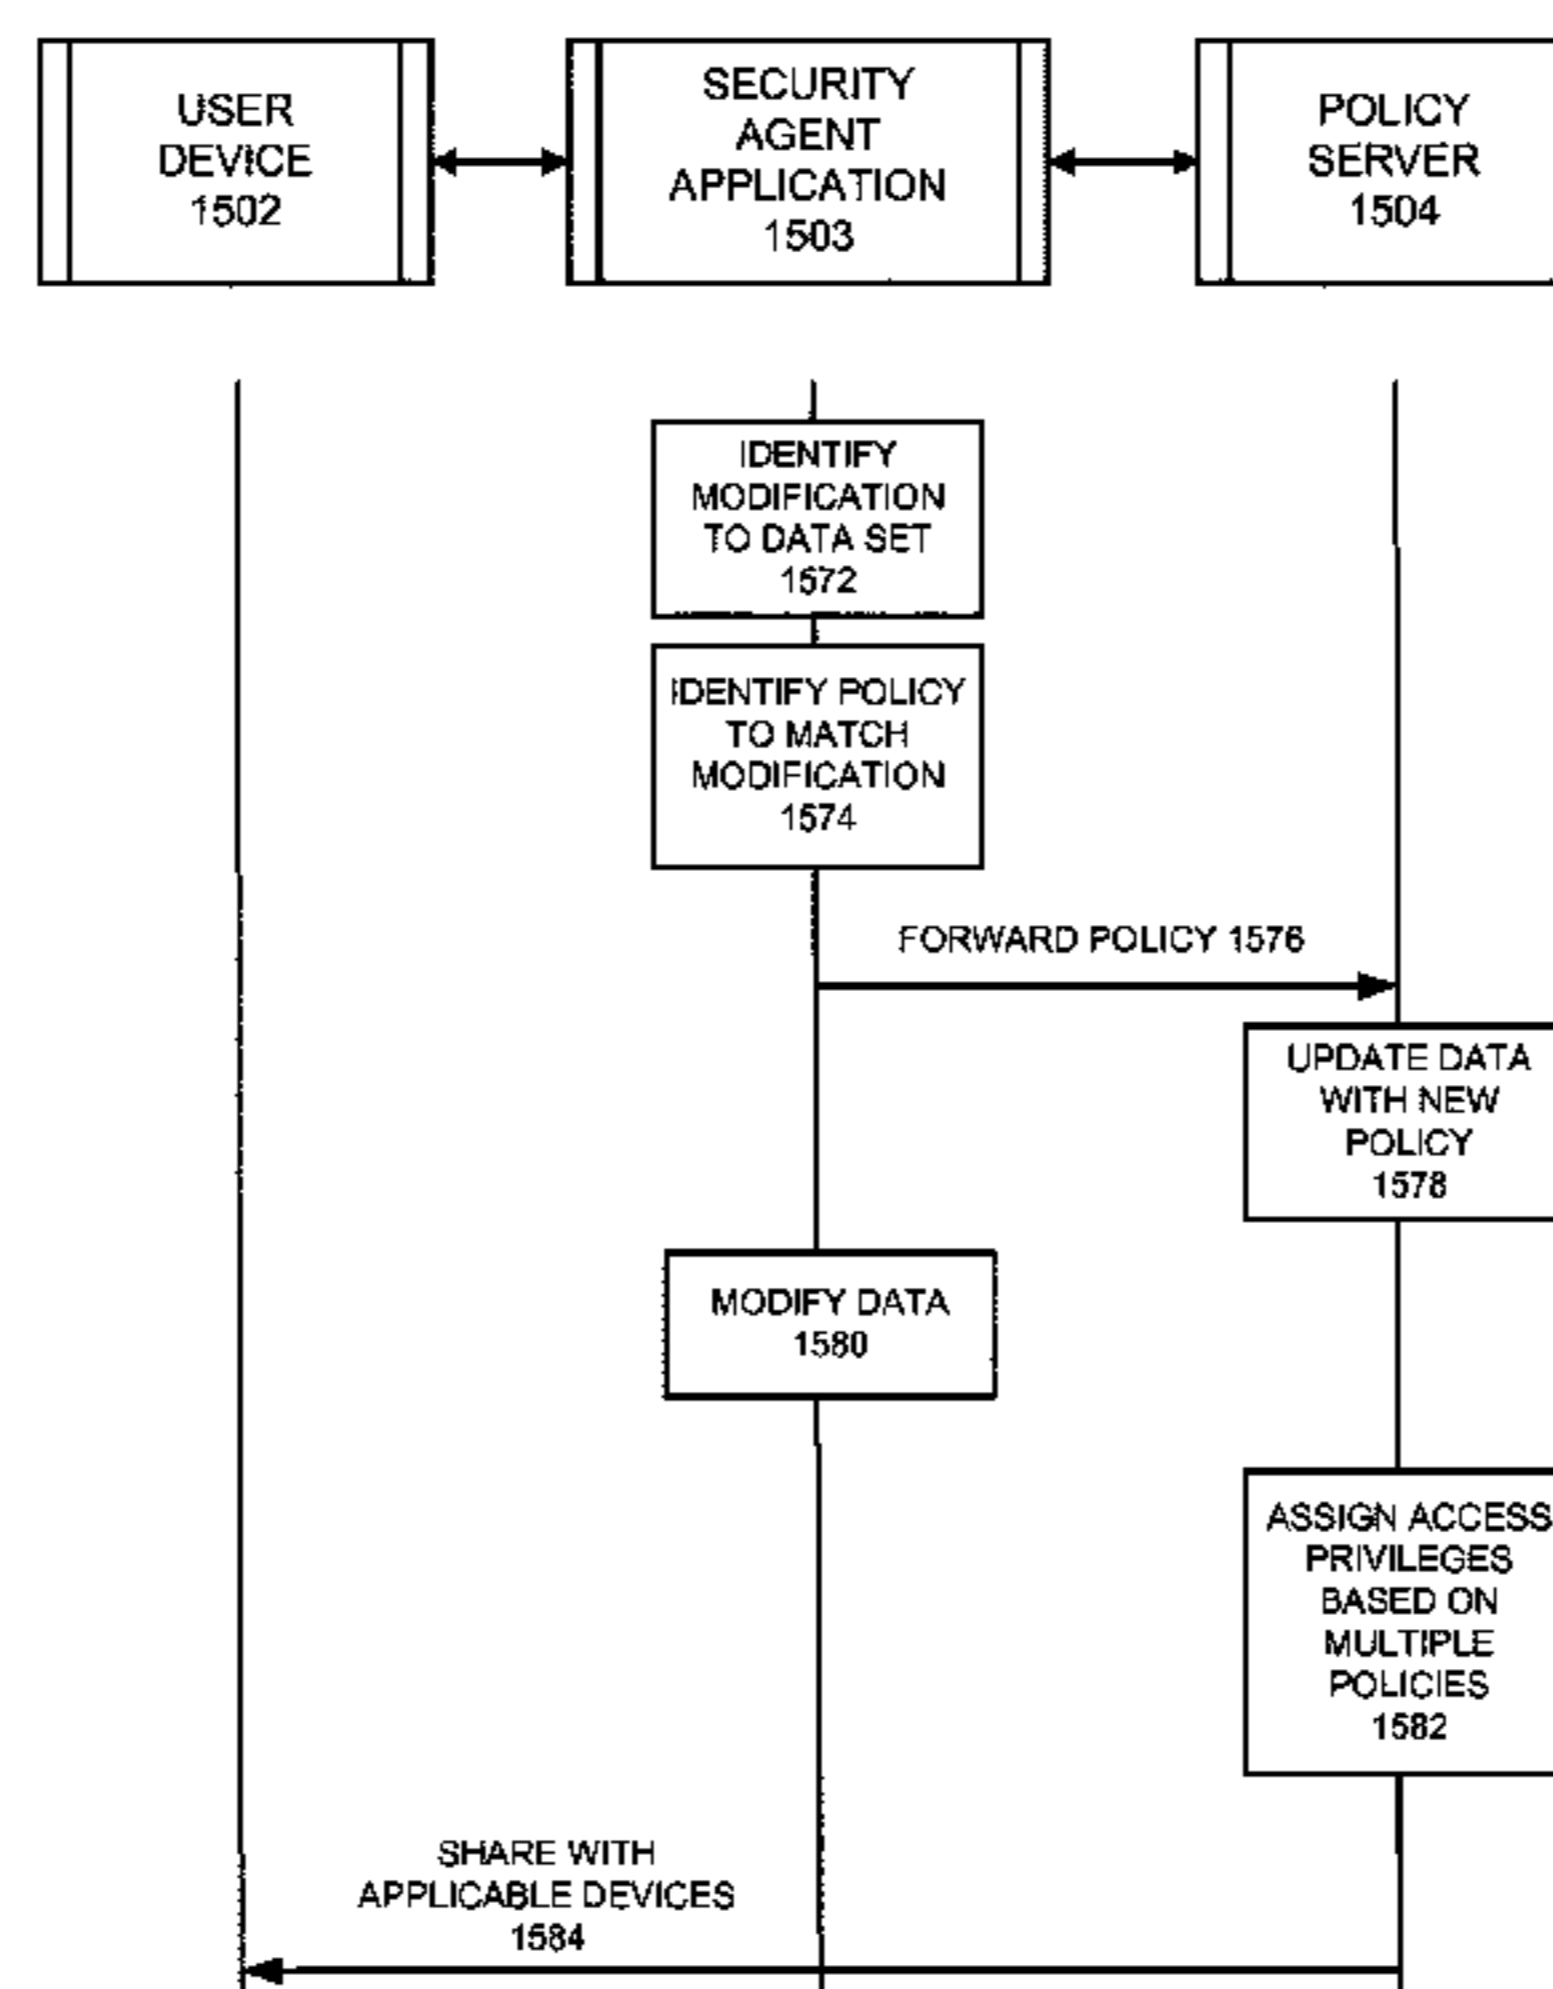 USER
DEVICE
1502
SECURITY
AGENT
APPLICATION
1503
POLICY
SERVER
1504
IDENTIFY
MODIFICATION
TO DATA SET
1572
IDENTIFY POLICY
TO MATCH
MODIFICATION
1574
FORWARD POLICY 1576
UPDATE DATA
WITH NEW
POLICY
1578
MODIFY DATA
1580
ASSIGN ACCESS
PRIVILEGES
BASED ON
MULTIPLE
POLICIES
1582
SHARE WITH
APPLICABLE DEVICES
1584